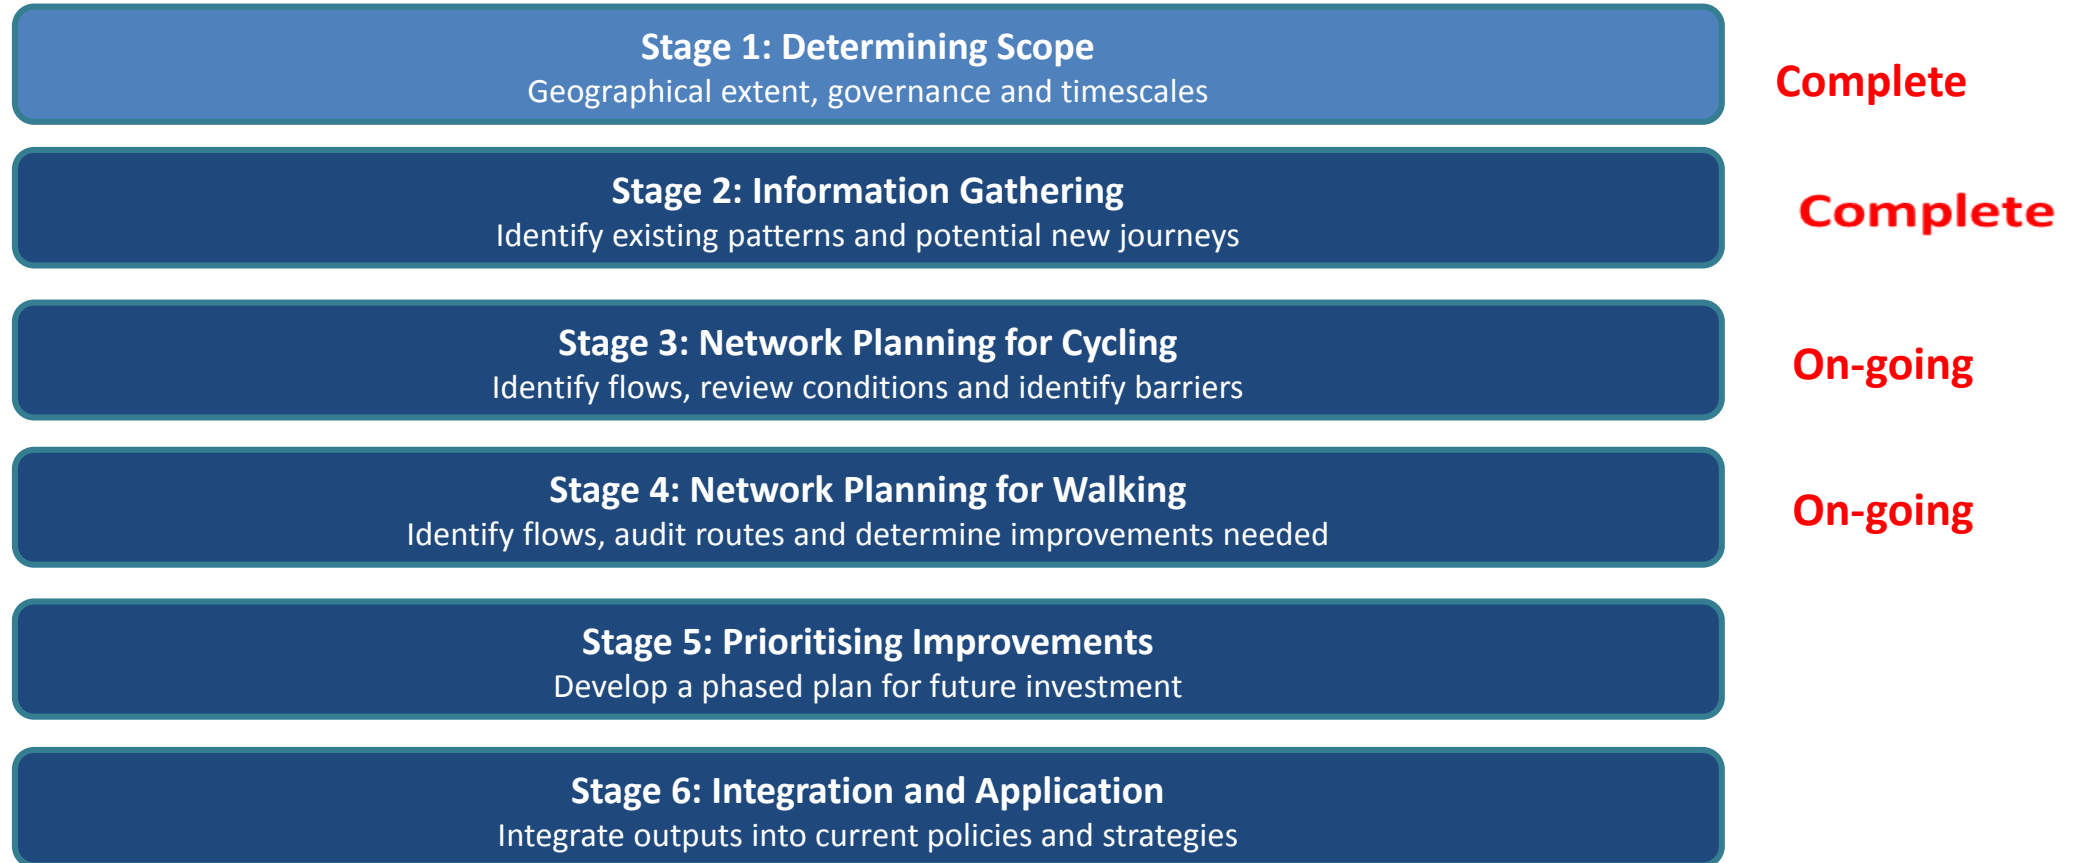 Stage 1: Determining Scope
Geographical extent, governance and timescales
Complete
Stage 2: Information Gathering
Identify existing patterns and potential new journeys
Complete
Stage 3: Network Planning for Cycling
Identify flows, review conditions and identify barriers
On-going
Stage 4: Network Planning for Walking
Identify flows, audit routes and determine improvements needed
On-going
Stage 5: Prioritising Improvements
Develop a phased plan for future investment
Stage 6: Integration and Application
Integrate outputs into current policies and strategies